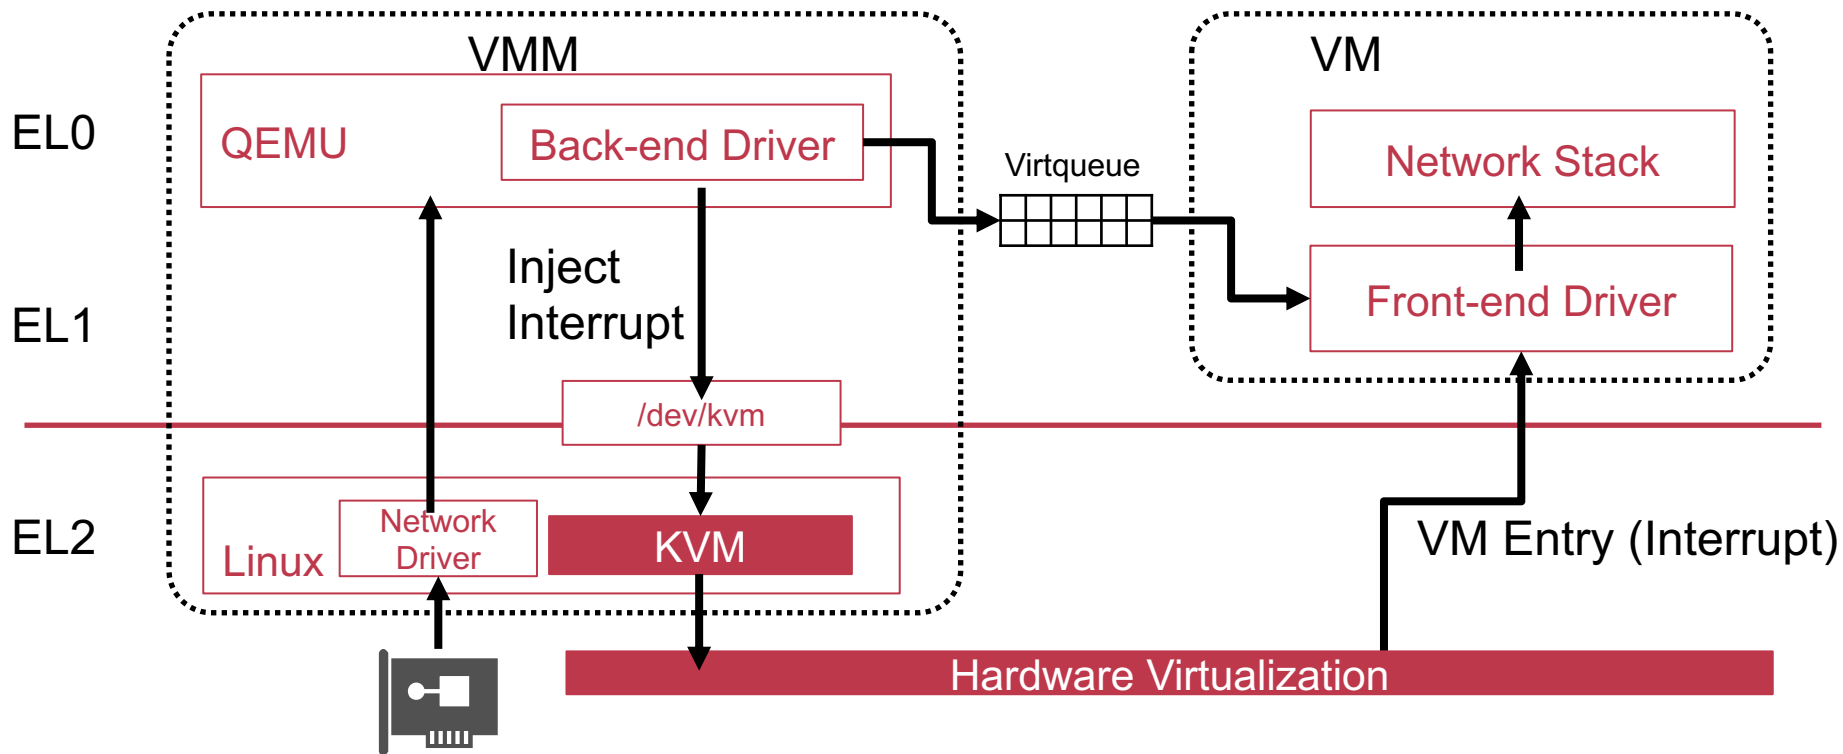 VMM
VM
EL0
QEMU
Back-end Driver
Virtqueue
Network Stack
Inject
Interrupt
EL1
Front-end Driver
/dev/kvm
EL2
Linux
Network
Driver
KVM
VM Entry (Interrupt)
Hardware Virtualization